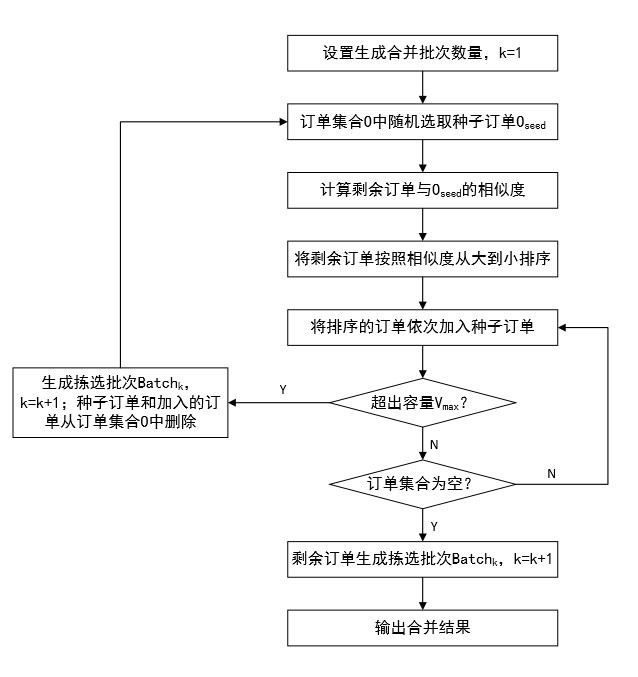 设置生成合并批次数量，k=1
订单集合O中随机选取种子订单Oseed
计算剩余订单与Oseed的相似度
将剩余订单按照相似度从大到小排序
将排序的订单依次加入种子订单
生成拣选批次Batchk，
k=k+1；种子订单和加入的订
单从订单集合O中删除
Y
超出容量Vmax？
N
订单集合为空？
N
Y
剩余订单生成拣选批次Batchk，k=k+1
输出合并结果